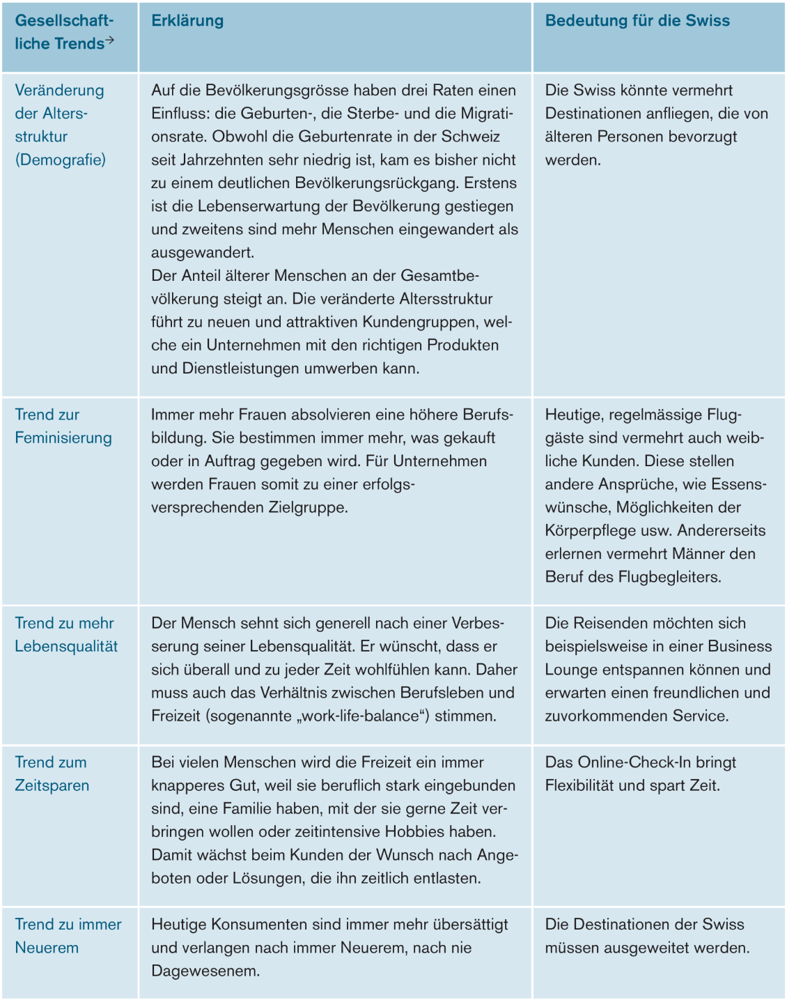 Gesellschaft-
liche Trends→
Erklärung
Bedeutung für die Swiss
Veränderung
der Alters-
struktur
(Demografie)
Auf die Bevölkerungsgrösse haben drei Raten einen
Einfluss: die Geburten-, die Sterbe- und die Migrati-
onsrate. Obwohl die Geburtenrate in der Schweiz
seit Jahrzehnten sehr niedrig ist, kam es bisher nicht
zu einem deutlichen Bevölkerungsrückgang. Erstens
ist die Lebenserwartung der Bevölkerung gestiegen
und zweitens sind mehr Menschen eingewandert als
ausgewandert.
Der Anteil älterer Menschen an der Gesamtbe-
völkerung steigt an. Die veränderte Altersstruktur
führt zu neuen und attraktiven Kundengruppen, wel-
che ein Unternehmen mit den richtigen Produkten
und Dienstleistungen umwerben kann.
Die Swiss könnte vermehrt
Destinationen anfliegen, die von
älteren Personen bevorzugt
werden.
Trend zur
Feminisierung
Immer mehr Frauen absolvieren eine höhere Berufs-
bildung. Sie bestimmen immer mehr, was gekauft
oder in Auftrag gegeben wird. Für Unternehmen
werden Frauen somit zu einer erfolgs-
versprechenden Zielgruppe.
Heutige, regelmässige Flug-
gäste sind vermehrt auch weib-
liche Kunden. Diese stellen
andere Ansprüche, wie Essens-
wünsche, Möglichkeiten der
Körperpflege usw. Andererseits
erlernen vermehrt Männer den
Beruf des Flugbegleiters.
Trend zu mehr
Lebensqualität
Der Mensch sehnt sich generell nach einer Verbes-
serung seiner Lebensqualität. Er wünscht, dass er
sich überall und zu jeder Zeit wohlfühlen kann. Daher
muss auch das Verhältnis zwischen Berufsleben und
Freizeit (sogenannte „work-life-balance“) stimmen.
Die Reisenden möchten sich
beispielsweise in einer Business
Lounge entspannen können und
erwarten einen freundlichen und
zuvorkommenden Service.
Trend zum
Zeitsparen
Bei vielen Menschen wird die Freizeit ein immer
knapperes Gut, weil sie beruflich stark eingebunden
sind, eine Familie haben, mit der sie gerne Zeit ver-
bringen wollen oder zeitintensive Hobbies haben.
Damit wächst beim Kunden der Wunsch nach Ange-
boten oder Lösungen, die ihn zeitlich entlasten.
Das Online-Check-In bringt
Flexibilität und spart Zeit.
Trend zu immer
Neuerem
Heutige Konsumenten sind immer mehr übersättigt
und verlangen nach immer Neuerem, nach nie
Dagewesenem.
Die Destinationen der Swiss
müssen ausgeweitet werden.